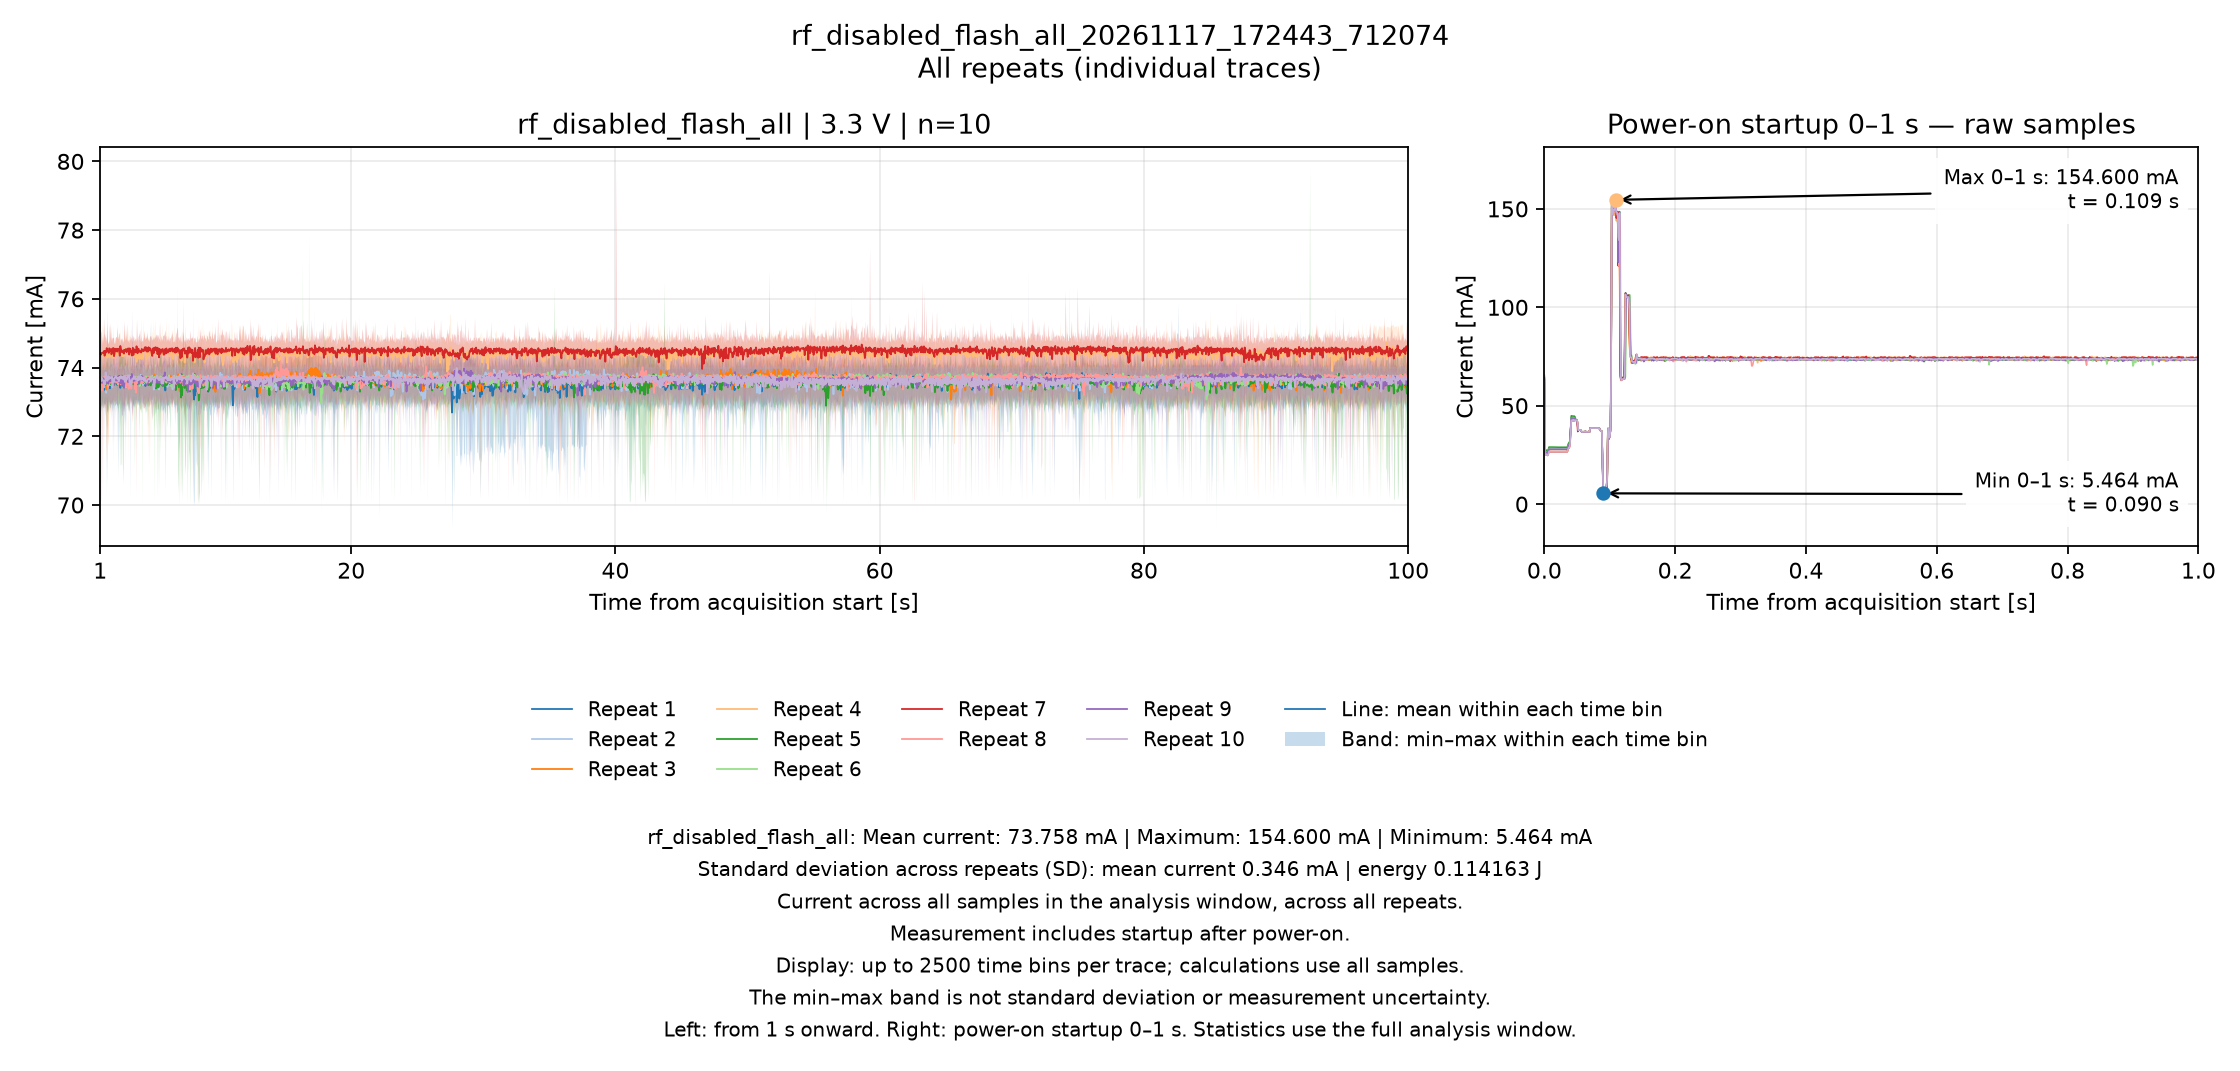 rf_disabled_flash_all_20261117_172443_712074
All repeats (individual traces)
rf_disabled_flash_all | 3.3 V | n=10
80
78
76
74
72
70
Current [mA]
1
20
40
60
80
100
Time from acquisition start [s]
Power-on startup 0–1 s — raw samples
Max 0–1 s: 154.600 mA
t = 0.109 s
Min 0–1 s: 5.464 mA
t = 0.090 s
150
100
50
0
Current [mA]
0.0
0.2
0.4
0.6
0.8
1.0
Time from acquisition start [s]
Repeat 1
Repeat 2
Repeat 3
Repeat 4
Repeat 5
Repeat 6
Repeat 7
Repeat 8
Repeat 9
Repeat 10
Line: mean within each time bin
Band: min–max within each time bin
rf_disabled_flash_all: Mean current: 73.758 mA | Maximum: 154.600 mA | Minimum: 5.464 mA
Standard deviation across repeats (SD): mean current 0.346 mA | energy 0.114163 J
Current across all samples in the analysis window, across all repeats.
Measurement includes startup after power-on.
Display: up to 2500 time bins per trace; calculations use all samples.
The min–max band is not standard deviation or measurement uncertainty.
Left: from 1 s onward. Right: power-on startup 0–1 s. Statistics use the full analysis window.